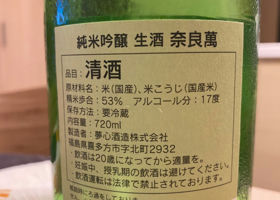 純米吟醸 生酒 奈良萬
品目：清酒
原材料名：米（国産）、米こうじ（国産米）
精米歩合：53％ アルコール分：17度
保存方法：要冷蔵
内容量：720ml
製造者：夢心酒造株式会社
福島県喜多方市字北町2932
・飲酒は20歳になってから適量を。
・妊娠中、授乳期の飲酒は避けてください。
・飲酒運転は法律で禁止されております。